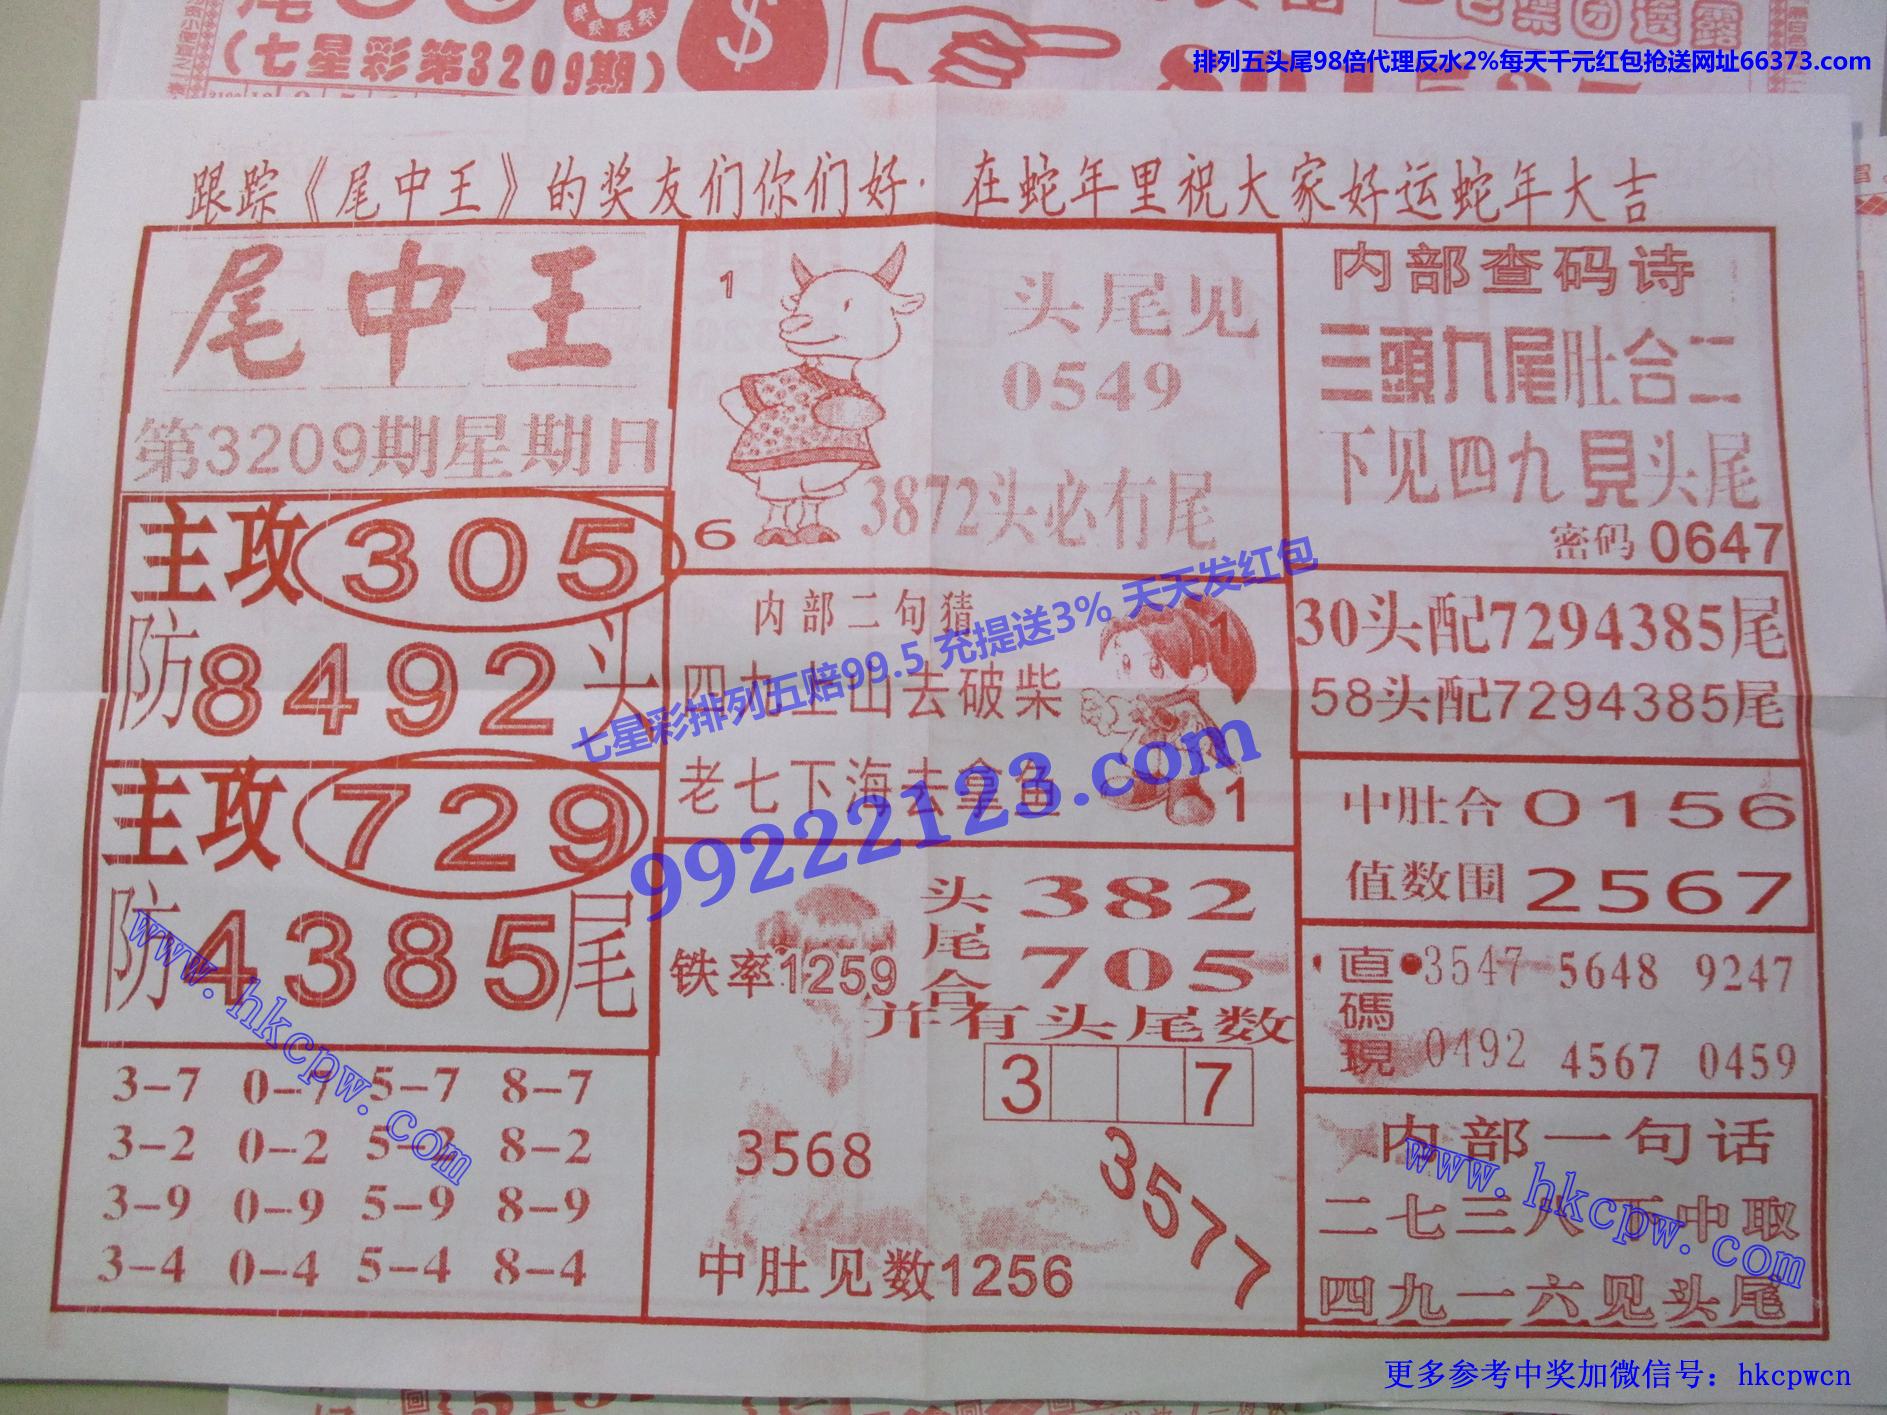 (七星彩第3209期)
排列五头尾98倍代理反水2%每天千元红包抢送网址66373.com
跟踪《尾中王》的奖友们你们好·在蛇年里祝大家好运蛇年大吉
尾中王
第3209期星期日
主攻305
防8492头
主攻729
防4385尾
3-7 0-7 5-7 8-7
3-2 0-2 5-2 8-2
3-9 0-9 5-9 8-9
3-4 0-4 5-4 8-4
1
头尾见
0549
3872头必有尾
6
内部二句猜
四九上山去破柴
老七下海去拿鱼
1
1
头382
尾705
合
铁率1259
并有头尾数
3 7
3568
3577
中肚见数1256
内部查码诗
三頭九尾肚合二
下见四九見头尾
密码0647
30头配7294385尾
58头配7294385尾
中肚合0156
值数围2567
直碼現
3547 5648 9247
0492 4567 0459
内部一句话
二七三八下中取
四九一六见头尾
七星彩排列五赔99.5 充提送3% 天天发红包
99222123.com
www.hkcpw.com
www.hkcpw.com
更多参考中奖加微信号：hkcpwcn